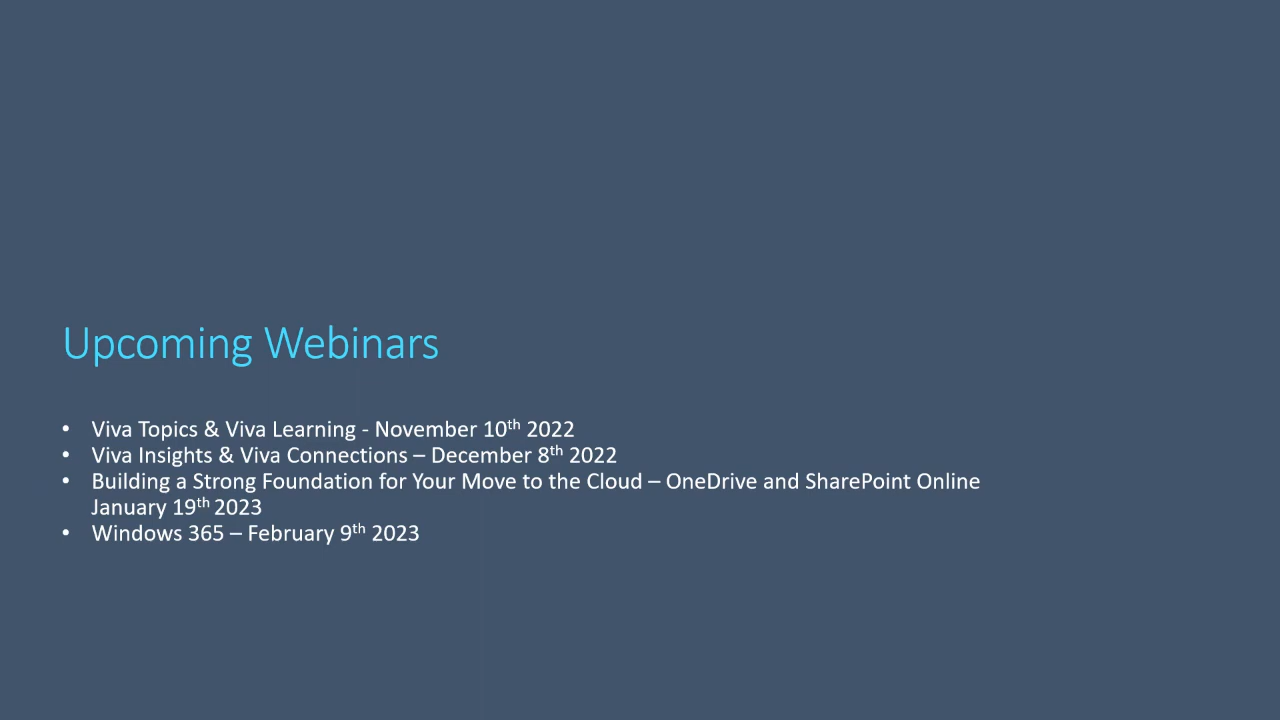 Upcoming Webinars
• Viva Topics & Viva Learning - November 10th 2022
• Viva Insights & Viva Connections – December 8th 2022
• Building a Strong Foundation for Your Move to the Cloud – OneDrive and SharePoint Online
January 19th 2023
• Windows 365 – February 9th 2023